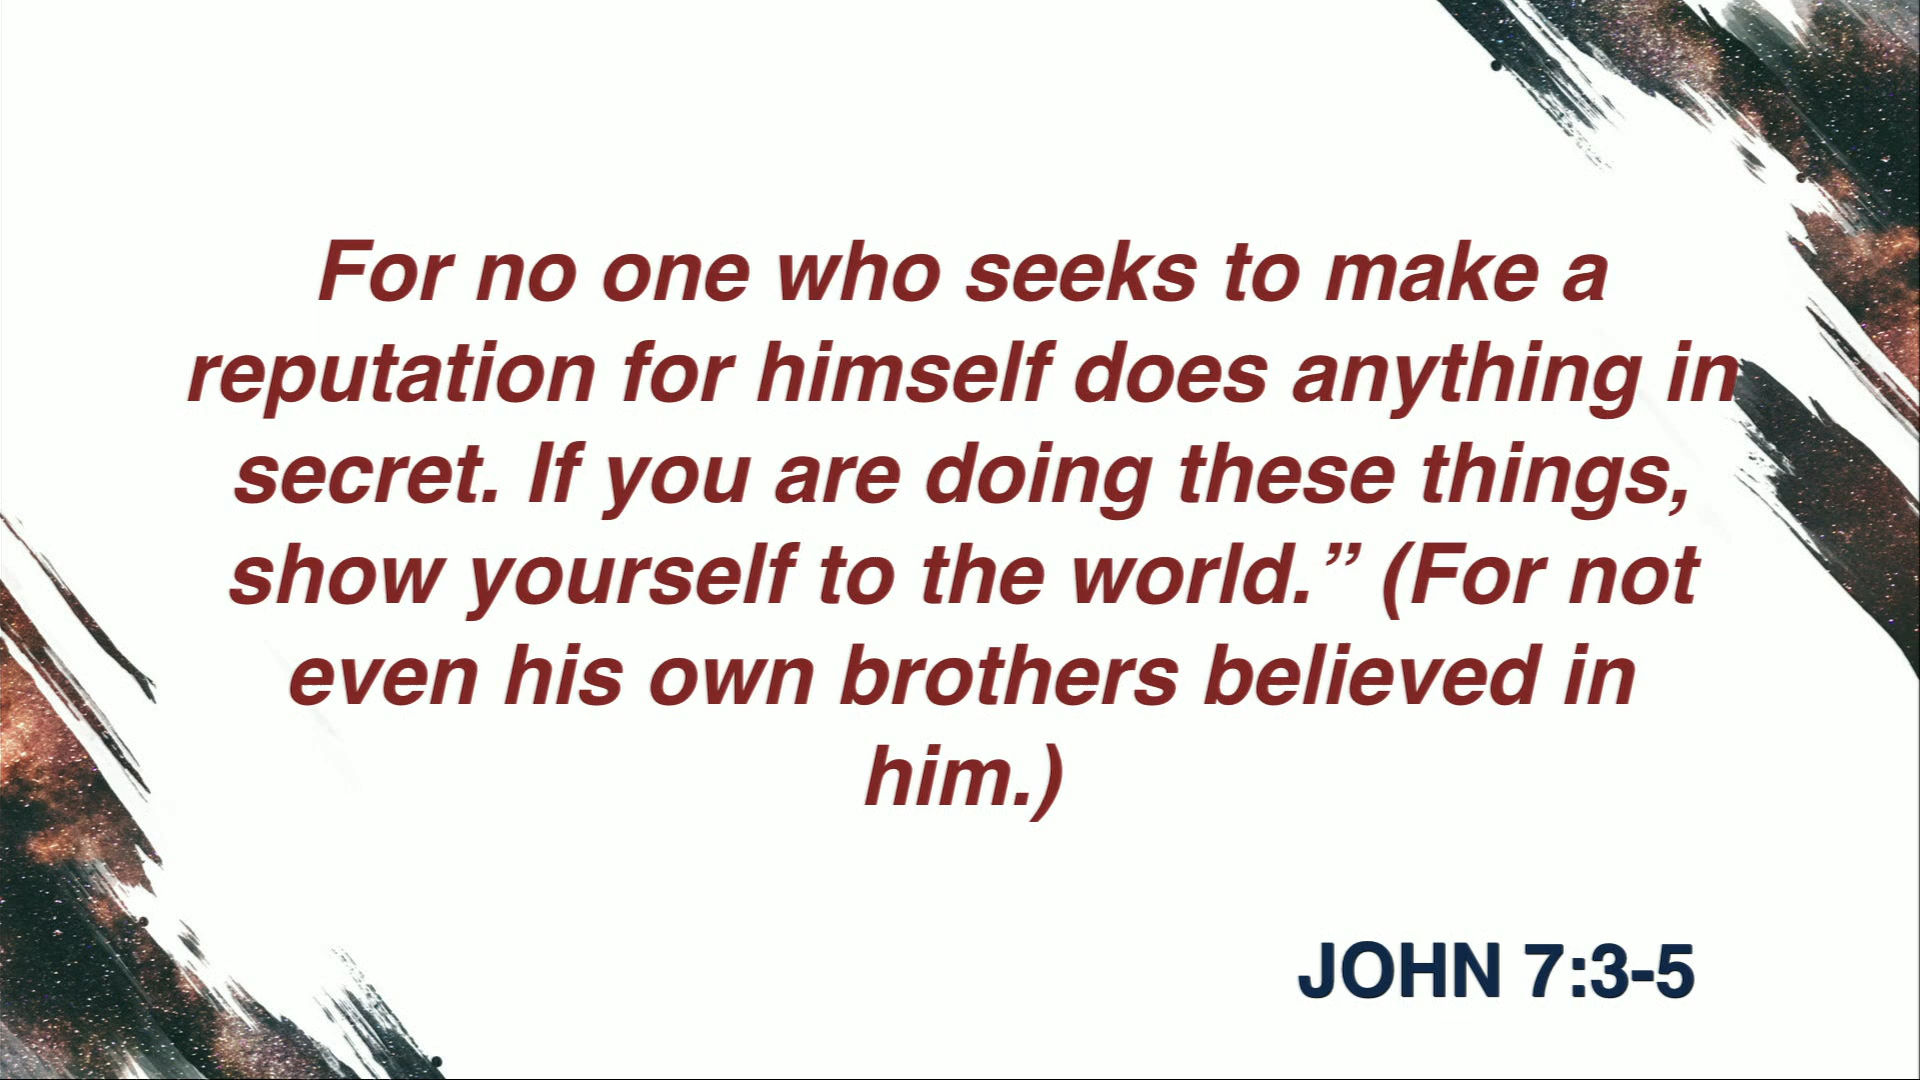 For no one who seeks to make a
reputation for himself does anything in
secret. If you are doing these things,
show yourself to the world.” (For not
even his own brothers believed in
him.)
JOHN 7:3-5